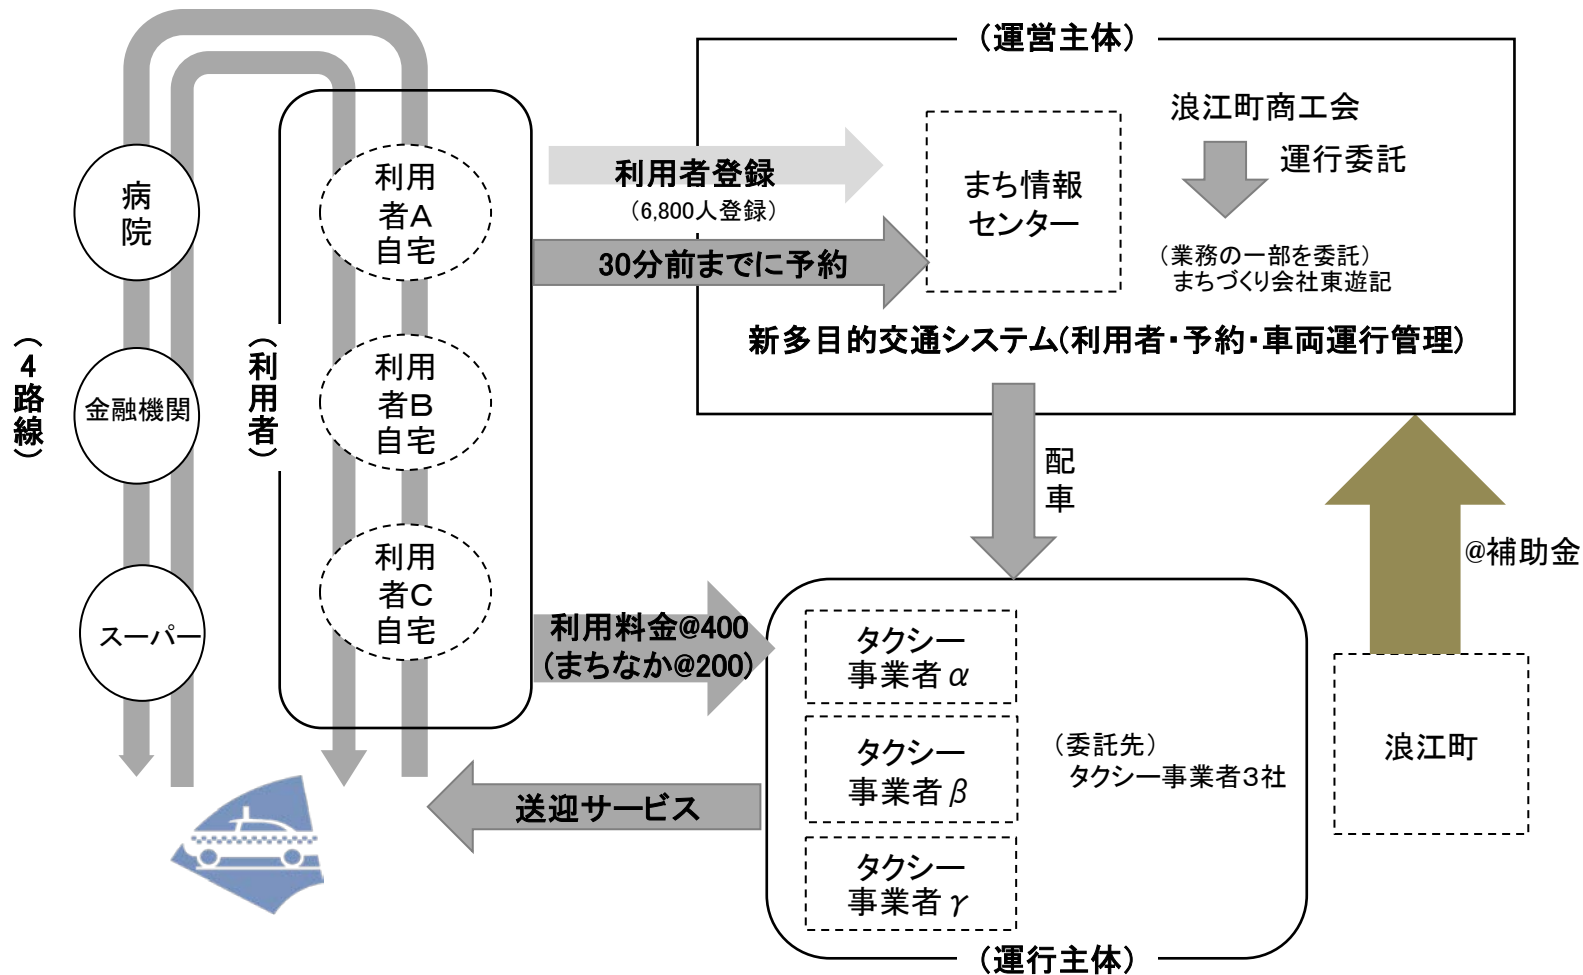 （4路線）
病
院
金融機関
スーパー
（利用者）
利用
者A
自宅
利用
者B
自宅
利用
者C
自宅
利用者登録
（6,800人登録）
30分前までに予約
（運営主体）
まち情報
センター
浪江町商工会
運行委託
（業務の一部を委託）
まちづくり会社東遊記
新多目的交通システム(利用者・予約・車両運行管理)
配
車
@補助金
浪江町
利用料金@400
(まちなか@200)
送迎サービス
タクシー
事業者α
タクシー
事業者β
タクシー
事業者γ
（委託先）
タクシー事業者3社
（運行主体）